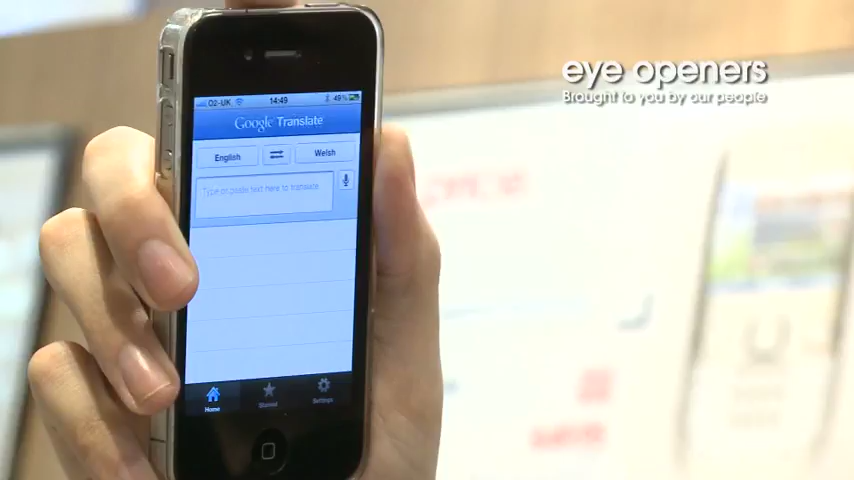 eye openers
Brought to you by our people
O2-UK 14:49 49%
Google Translate
English Welsh
Type or paste text here to translate
Home Starred Settings